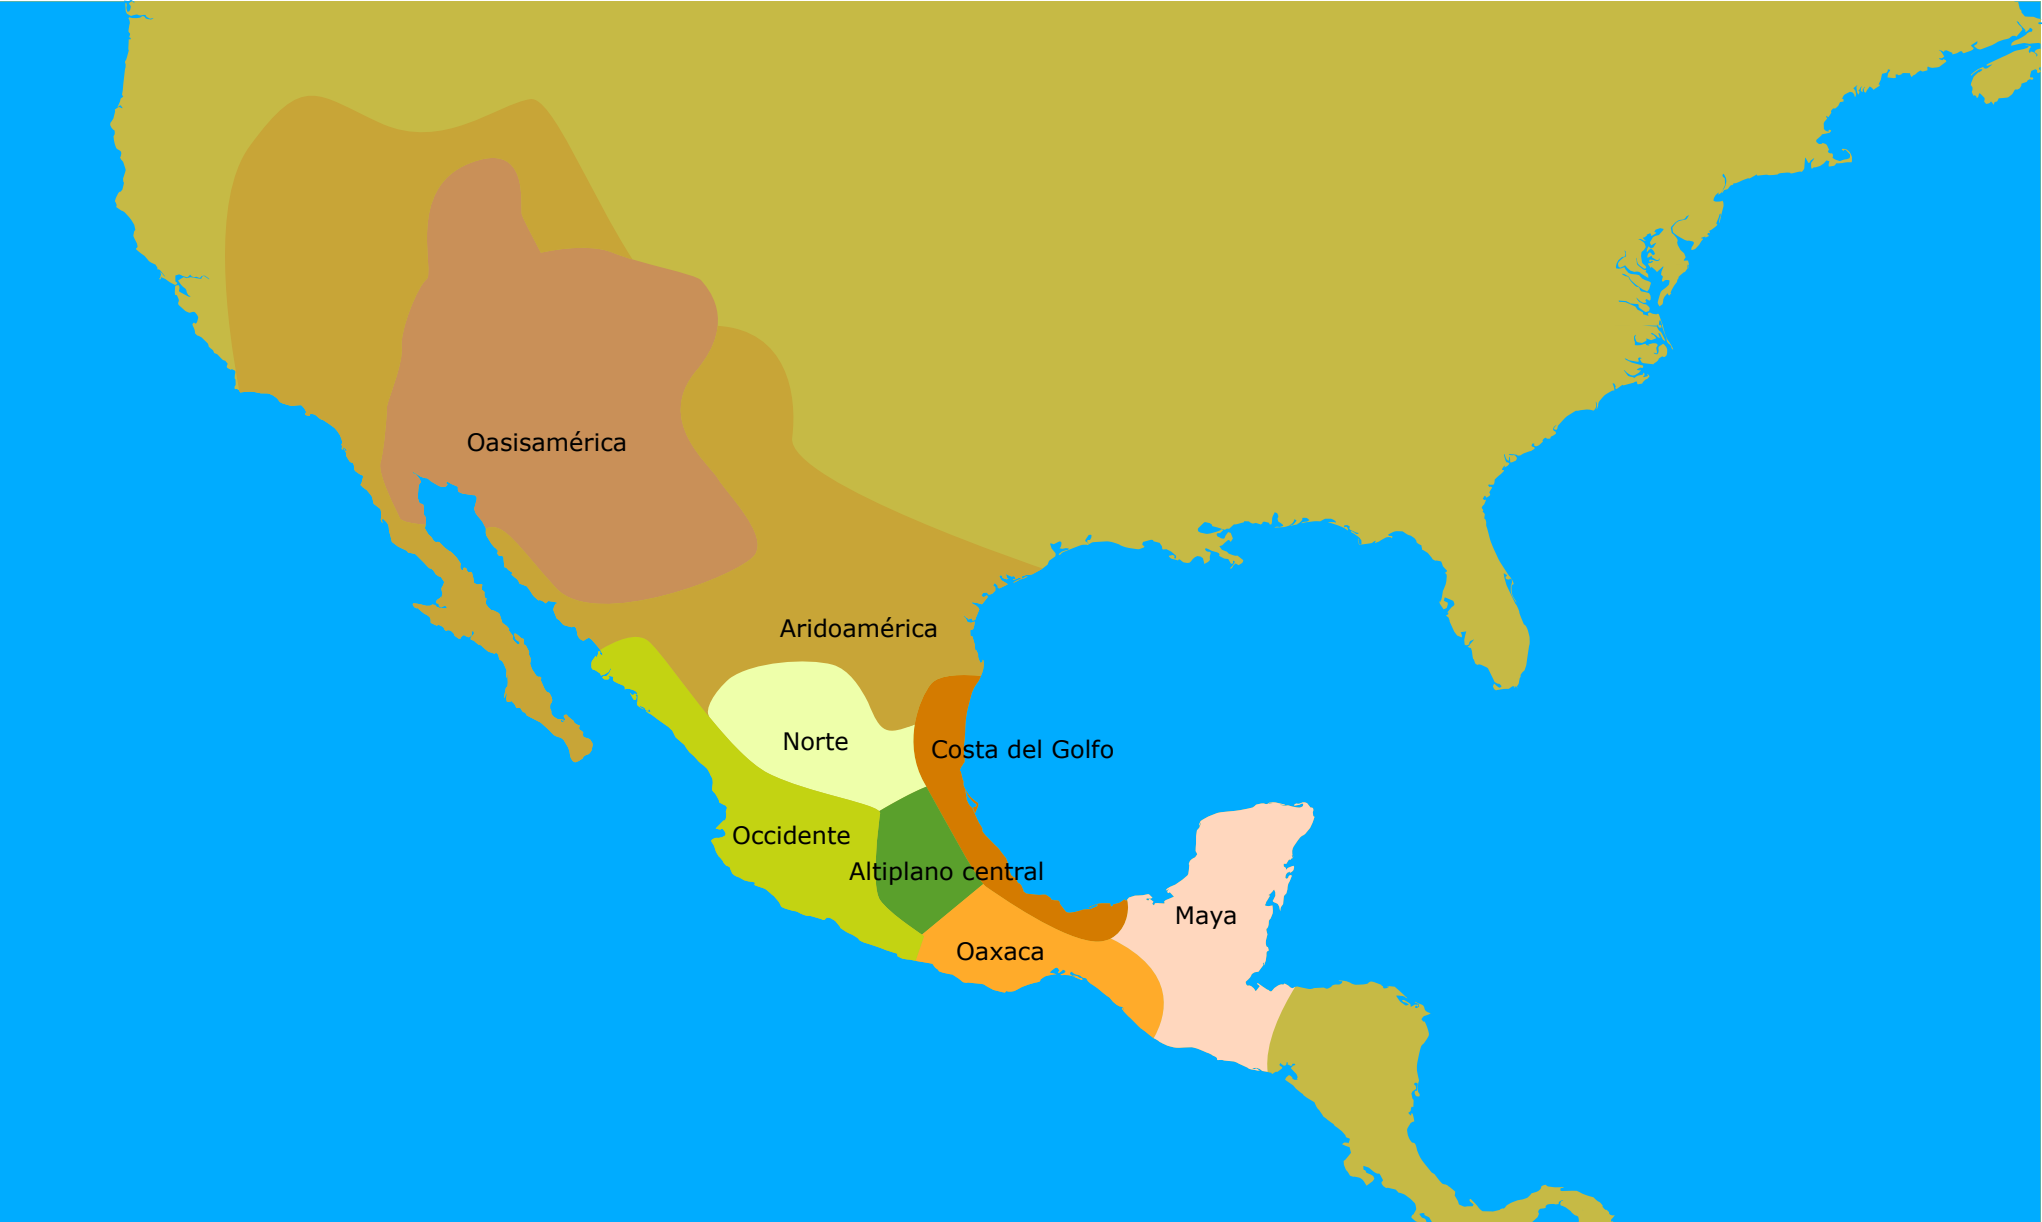 Oasisamérica
Aridoamérica
Norte
Costa del Golfo
Occidente
Altiplano central
Maya
Oaxaca